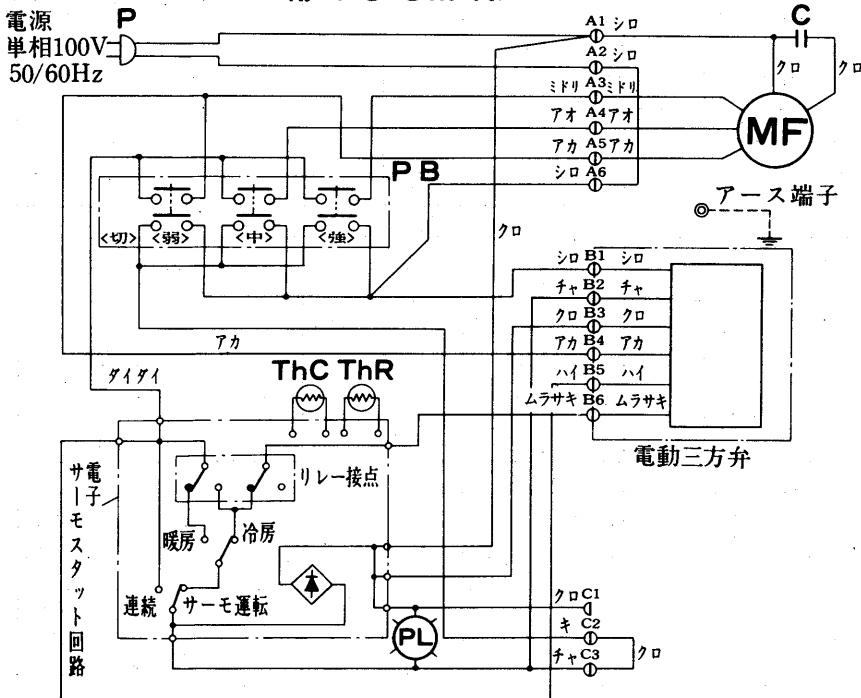 電源
単相100V
50/60Hz
P
A1 シロ
A2 シロ
ミドリ A3 ミドリ
アオ A4 アオ
アカ A5 アカ
シロ A6
C
クロ
クロ
MF
アース端子
PB
<切>
<弱>
<中>
<強>
クロ
シロ B1 シロ
チャ B2 チャ
クロ B3 クロ
アカ B4 アカ
ハイ B5 ハイ
ムラサキ B6 ムラサキ
電動三方弁
アカ
ダイダイ
ThC
ThR
リレー接点
暖房
冷房
連続
サーモ運転
電子
サーモスタット回路
PL
クロ C1
キ C2
チャ C3
クロ